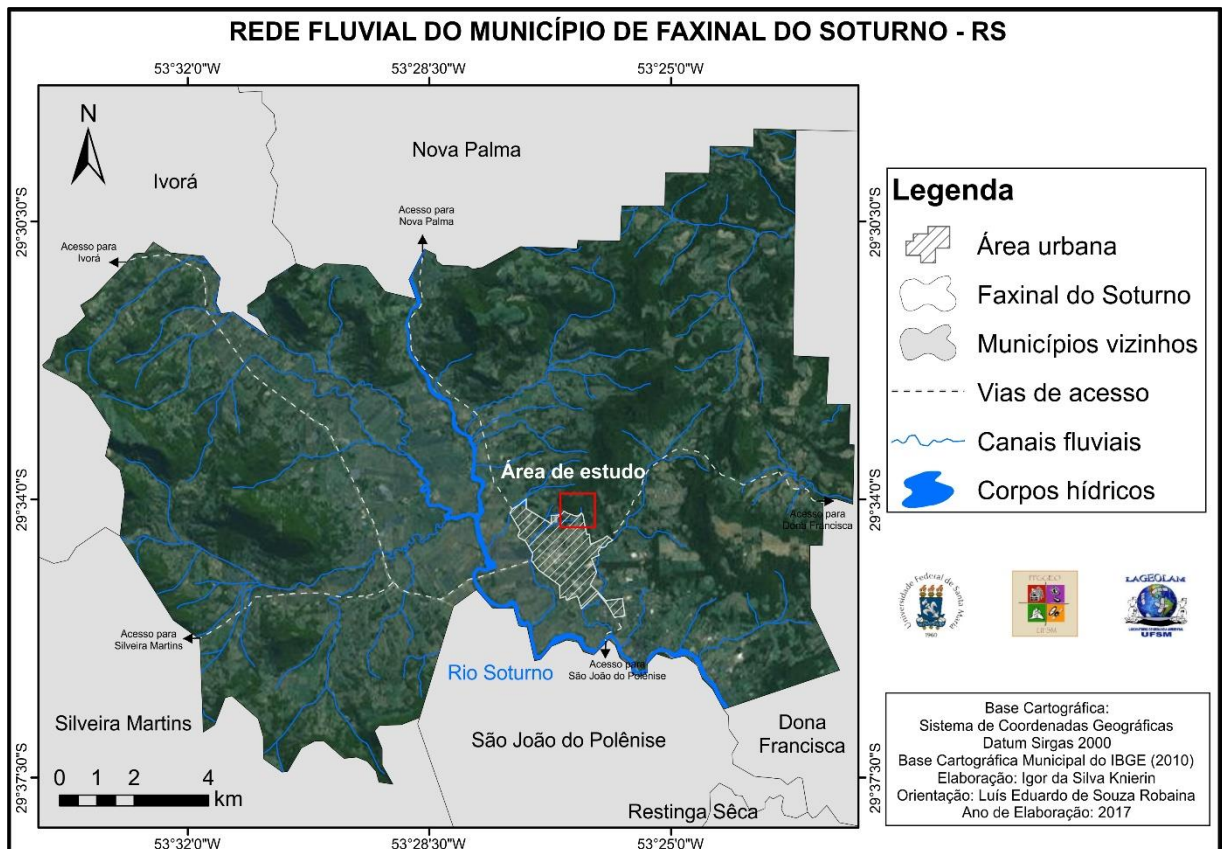 REDE FLUVIAL DO MUNICÍPIO DE FAXINAL DO SOTURNO - RS
53°32'0"W
53°28'30"W
53°25'0"W
N
Nova Palma
Ivorá
Acesso para
Nova Palma
Acesso para
Ivorá
29°30'30"S
29°30'30"S
Área de estudo
29°34'0"S
29°34'0"S
Acesso para
Dona Francisca
Acesso para
Silveira Martins
Acesso para
São João do Polênise
Rio Soturno
Silveira Martins
São João do Polênise
Dona
Francisca
Restinga Sêca
29°37'30"S
29°37'30"S
0 1 2 4
km
53°32'0"W
53°28'30"W
53°25'0"W
Legenda
Área urbana
Faxinal do Soturno
Municípios vizinhos
Vias de acesso
Canais fluviais
Corpos hídricos
Universidade Federal de Santa Maria
1960
LAGEOLAM
UFSM
Base Cartográfica:
Sistema de Coordenadas Geográficas
Datum Sirgas 2000
Base Cartográfica Municipal do IBGE (2010)
Elaboração: Igor da Silva Knierin
Orientação: Luís Eduardo de Souza Robaina
Ano de Elaboração: 2017